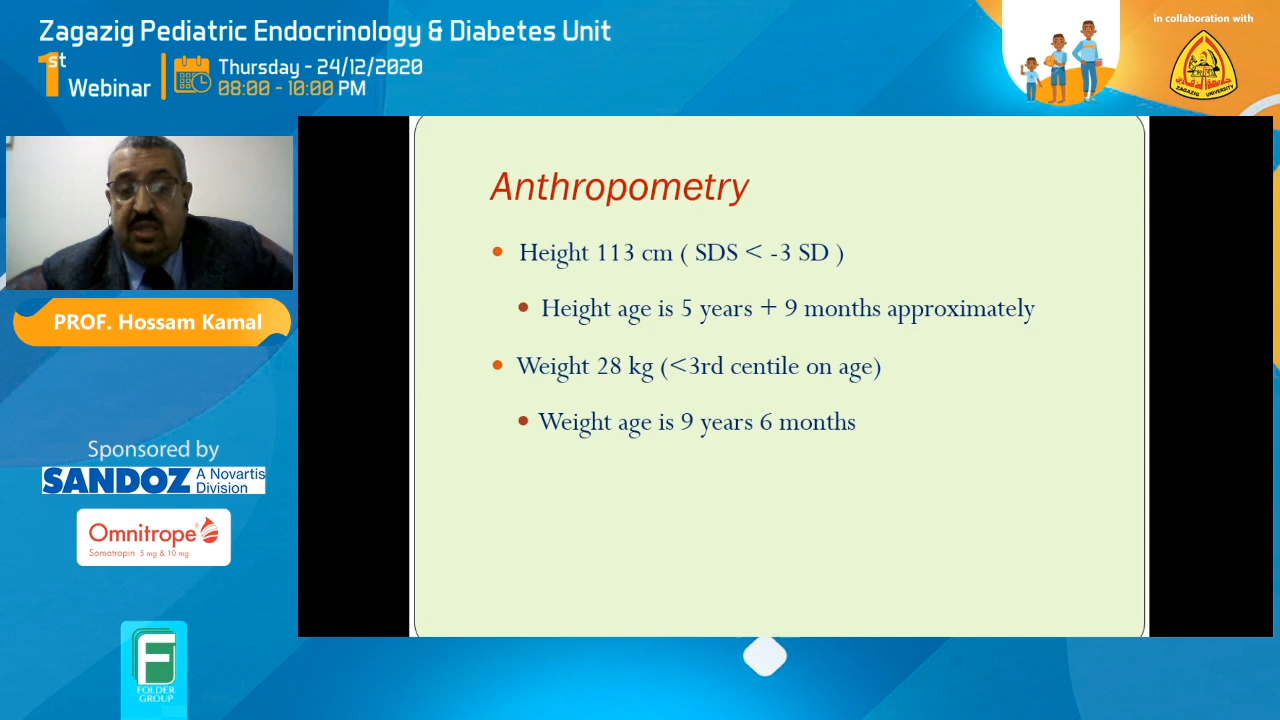 Zagazig Pediatric Endocrinology & Diabetes Unit
1st Webinar
Thursday - 24/12/2020
08:00 - 10:00 PM
in collaboration with
ZAGAZIG UNIVERSITY
Anthropometry
• Height 113 cm ( SDS < -3 SD )
• Height age is 5 years + 9 months approximately
• Weight 28 kg (<3rd centile on age)
• Weight age is 9 years 6 months
PROF. Hossam Kamal
Sponsored by
SANDOZ A Novartis
Division
Omnitrope®
Somatropin 5 mg & 10 mg
F
FOLDER
GROUP